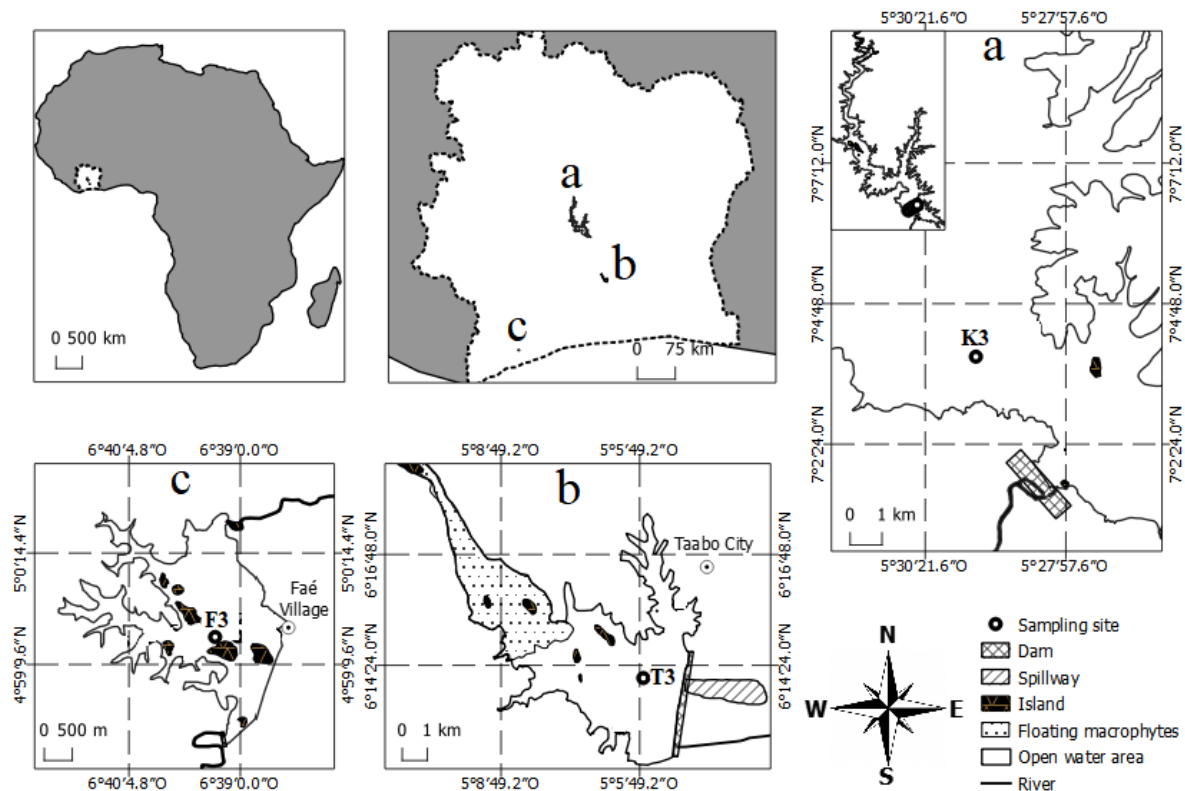 0 500 km
a
b
c
0 75 km
5°30'21.6"O 5°27'57.6"O
a
7°7'12.0"N
7°7'12.0"N
7°4'48.0"N
7°4'48.0"N
K3
7°2'24.0"N
7°2'24.0"N
0 1 km
5°30'21.6"O 5°27'57.6"O
6°40'4.8"O 6°39'0.0"O
c
5°0'14.4"N
5°0'14.4"N
Faé
Village
F3
4°59'9.6"N
4°59'9.6"N
0 500 m
6°40'4.8"O 6°39'0.0"O
5°8'49.2"O 5°5'49.2"O
b
Taabo City
6°16'48.0"N
6°16'48.0"N
T3
6°14'24.0"N
6°14'24.0"N
0 1 km
5°8'49.2"O 5°5'49.2"O
N
W E
S
Sampling site
Dam
Spillway
Island
Floating macrophytes
Open water area
River